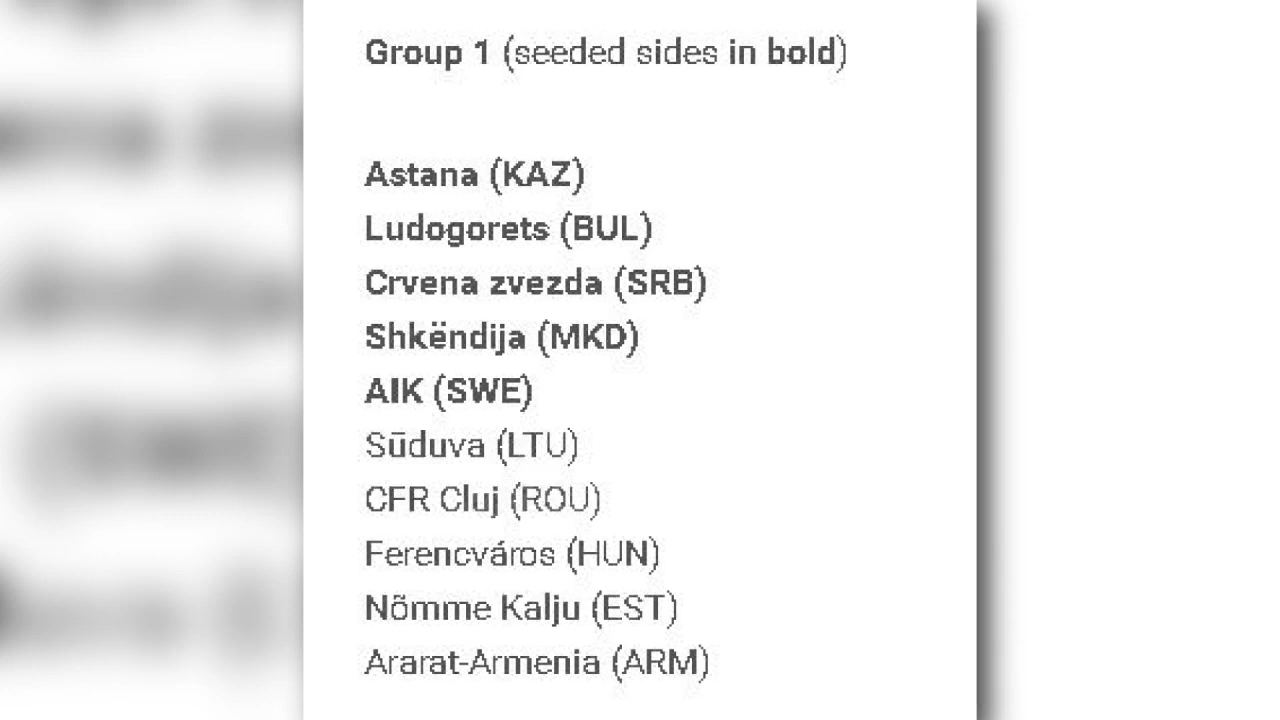 Group 1 (seeded sides in bold)
Astana (KAZ)
Ludogorets (BUL)
Crvena zvezda (SRB)
Shkëndija (MKD)
AIK (SWE)
Sūduva (LTU)
CFR Cluj (ROU)
Ferencváros (HUN)
Nõmme Kalju (EST)
Ararat-Armenia (ARM)